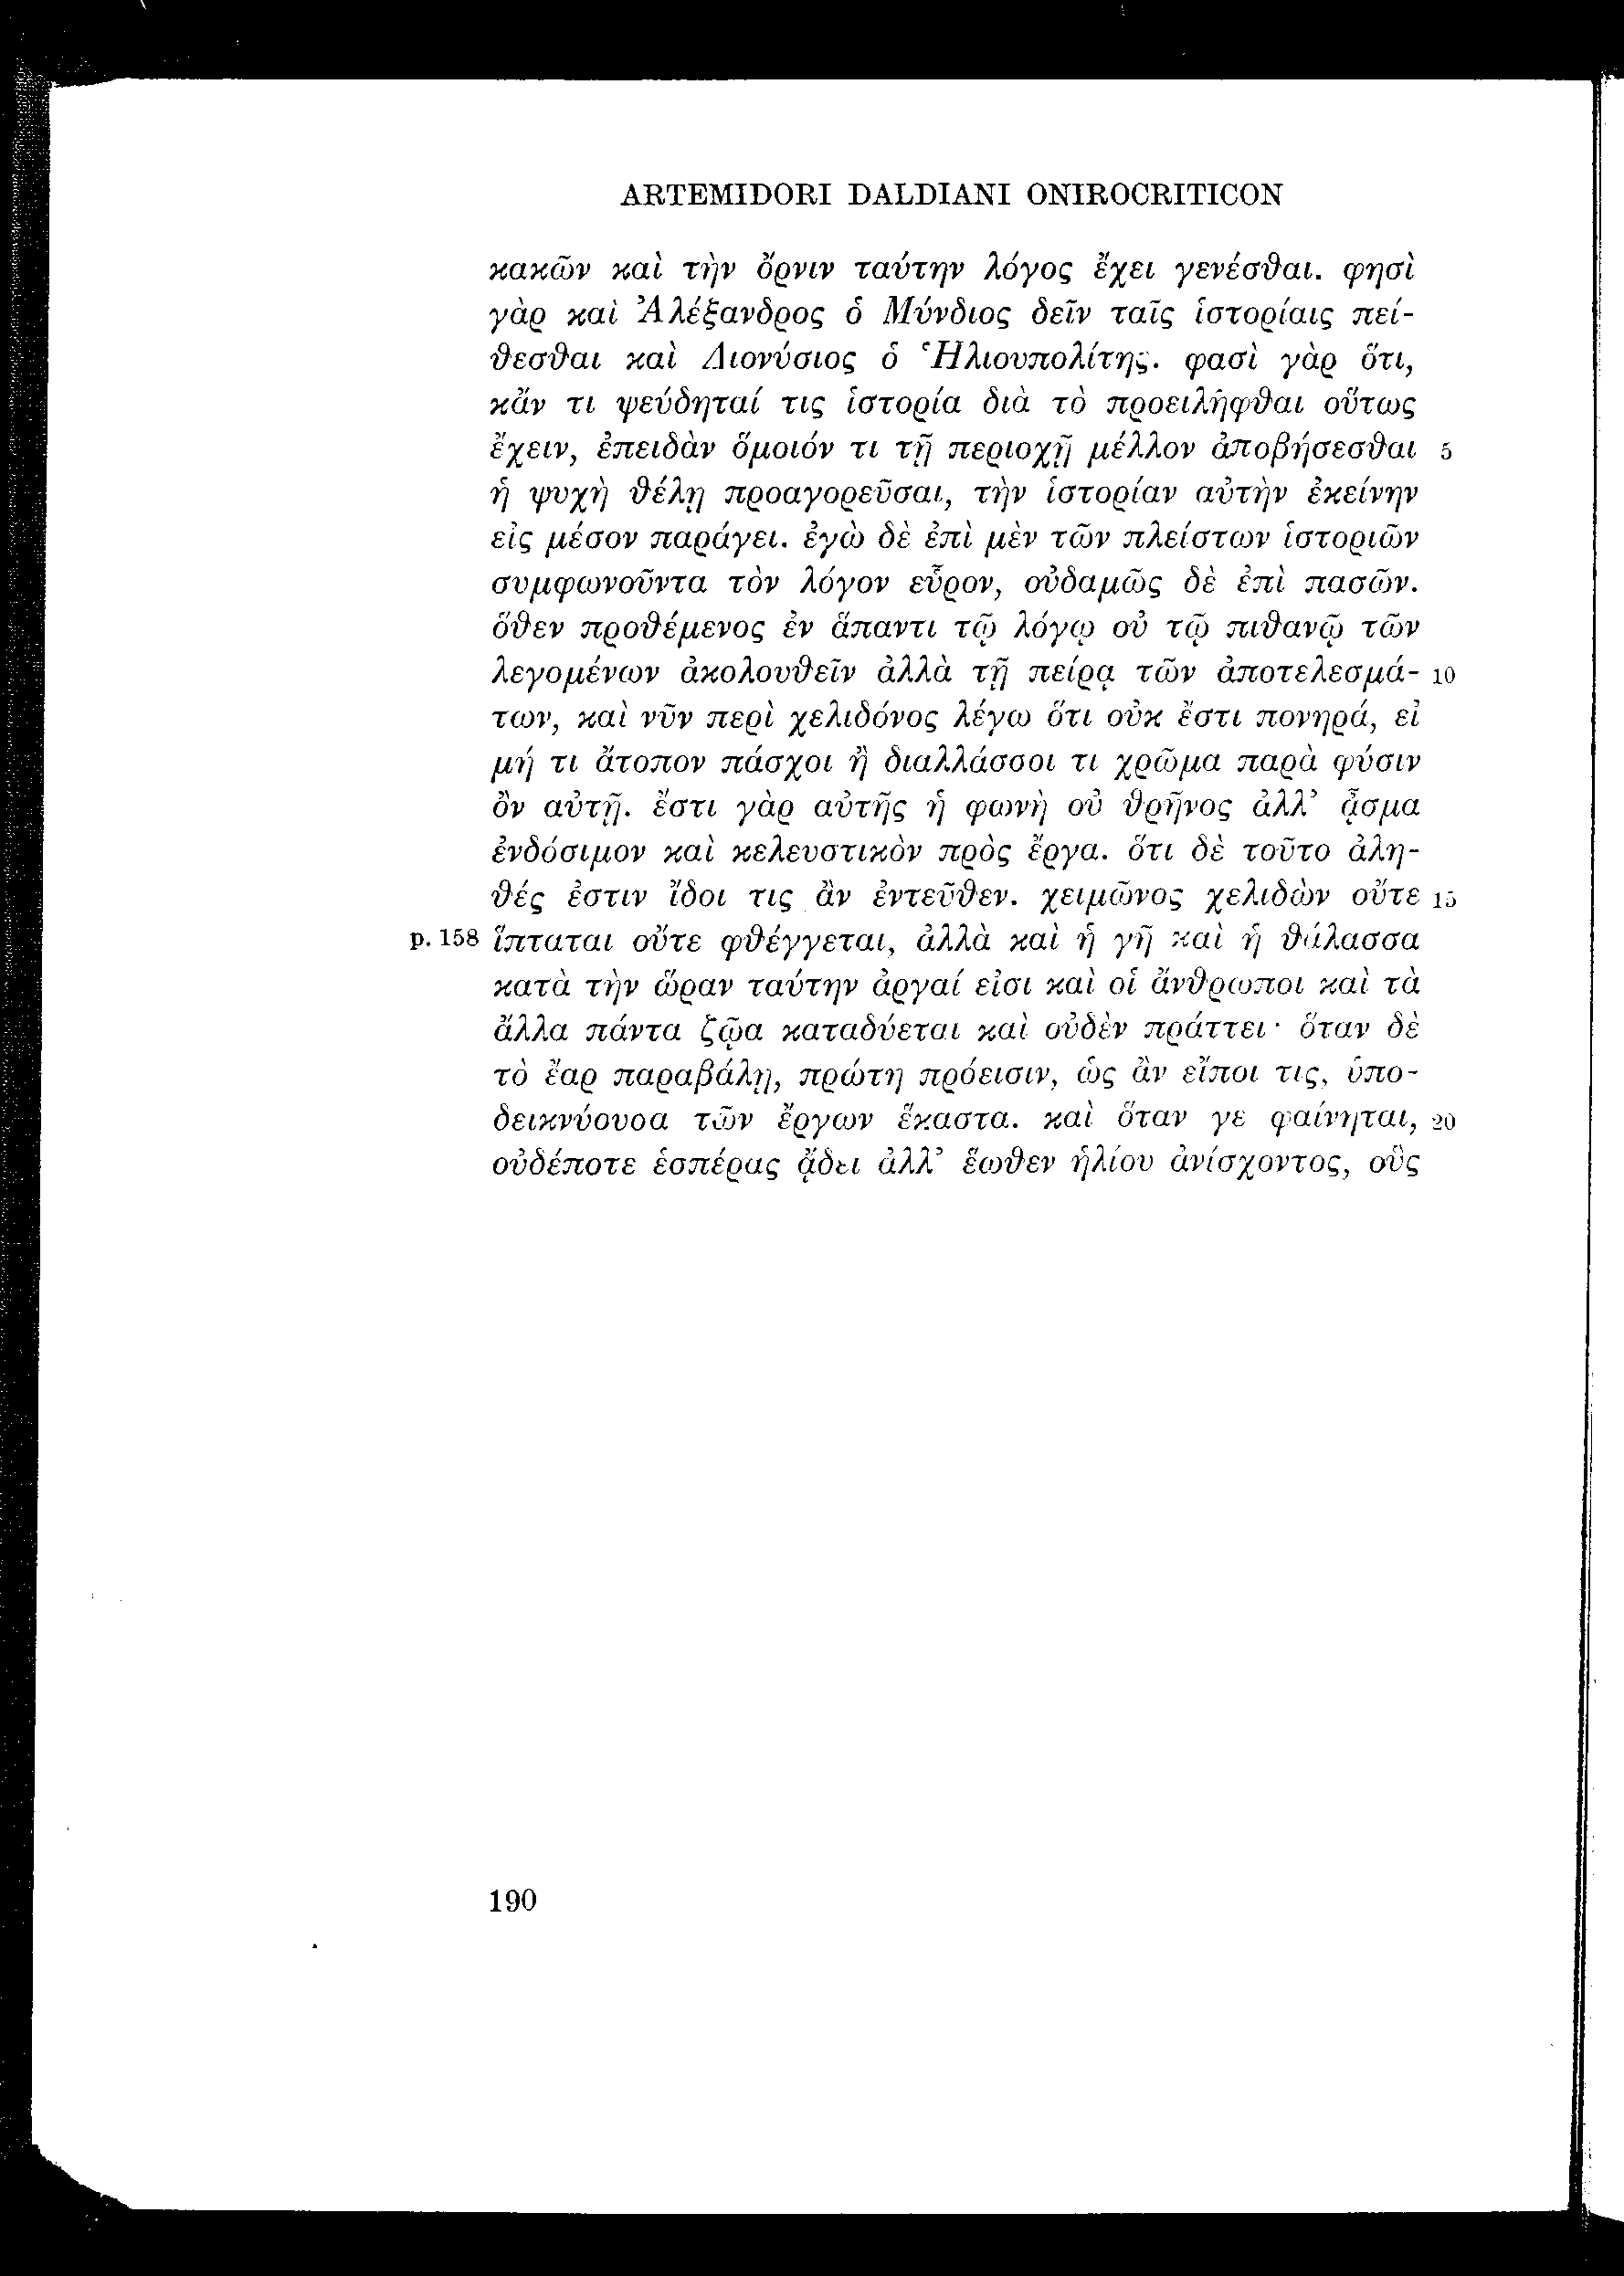 ARTEMIDORI DALDIANI ONIROCRITICON
κακῶν καὶ τὴν ὄρνιν ταύτην λόγος ἔχει γενέσθαι. φησὶ
γὰρ καὶ Ἀλέξανδρος ὁ Μύνδιος δεῖν ταῖς ἱστορίαις πεί-
θεσθαι καὶ Διονύσιος ὁ Ἡλιουπολίτης. φασὶ γὰρ ὅτι,
κἄν τι ψεύδηταί τις ἱστορία διὰ τὸ προειλῆφθαι οὕτως
ἔχειν, ἐπειδὰν ὅμοιόν τι τῇ περιοχῇ μέλλον ἀποβήσεσθαι 5
ἡ ψυχὴ θέλῃ προαγορεῦσαι, τὴν ἱστορίαν αὐτὴν ἐκείνην
εἰς μέσον παράγει. ἐγὼ δὲ ἐπὶ μὲν τῶν πλείστων ἱστοριῶν
συμφωνοῦντα τὸν λόγον εὗρον, οὐδαμῶς δὲ ἐπὶ πασῶν.
ὅθεν προθέμενος ἐν ἅπαντι τῷ λόγῳ οὐ τῷ πιθανῷ τῶν
λεγομένων ἀκολουθεῖν ἀλλὰ τῇ πείρᾳ τῶν ἀποτελεσμά- 10
των, καὶ νῦν περὶ χελιδόνος λέγω ὅτι οὐκ ἔστι πονηρά, εἰ
μή τι ἄτοπον πάσχοι ἢ διαλλάσσοι τι χρῶμα παρὰ φύσιν
ὂν αὐτῇ. ἔστι γὰρ αὐτῆς ἡ φωνὴ οὐ θρῆνος ἀλλ’ ᾆσμα
ἐνδόσιμον καὶ κελευστικὸν πρὸς ἔργα. ὅτι δὲ τοῦτο ἀλη-
θές ἐστιν ἴδοι τις ἂν ἐντεῦθεν. χειμῶνος χελιδὼν οὔτε 15
p. 158 ἵπταται οὔτε φθέγγεται, ἀλλὰ καὶ ἡ γῆ καὶ ἡ θάλασσα
κατὰ τὴν ὥραν ταύτην ἀργαί εἰσι καὶ οἱ ἄνθρωποι καὶ τὰ
ἄλλα πάντα ζῷα καταδύεται καὶ οὐδὲν πράττει· ὅταν δὲ
τὸ ἔαρ παραβάλῃ, πρώτη πρόεισιν, ὡς ἂν εἴποι τις, ὑπο-
δεικνύουσα τῶν ἔργων ἕκαστα. καὶ ὅταν γε φαίνηται, 20
οὐδέποτε ἑσπέρας ᾄδει ἀλλ’ ἕωθεν ἡλίου ἀνίσχοντος, οὓς
190